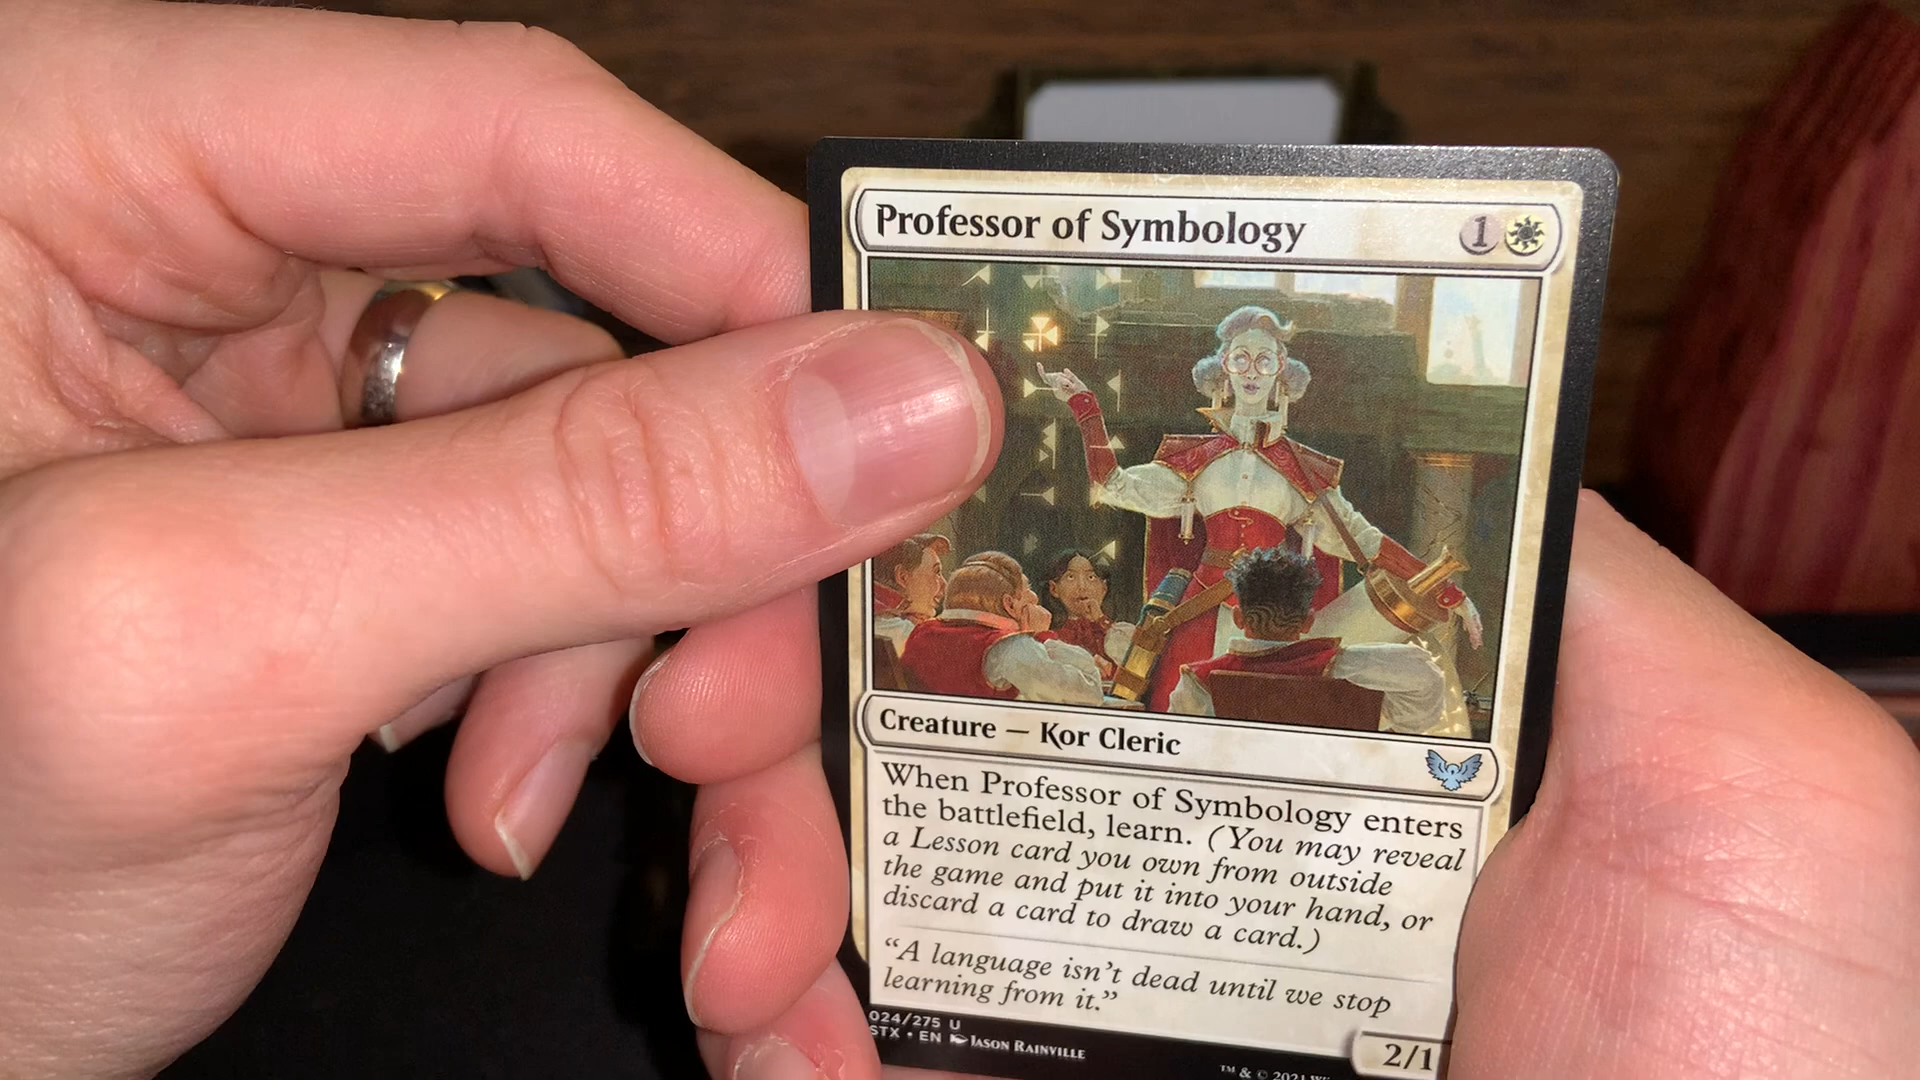 Professor of Symbology 1
Creature — Kor Cleric
When Professor of Symbology enters
the battlefield, learn. (You may reveal
a Lesson card you own from outside
the game and put it into your hand, or
discard a card to draw a card.)
“A language isn’t dead until we stop
learning from it.”
024/275 U
STX • EN Jason Rainville
2/1
™ & © 2021